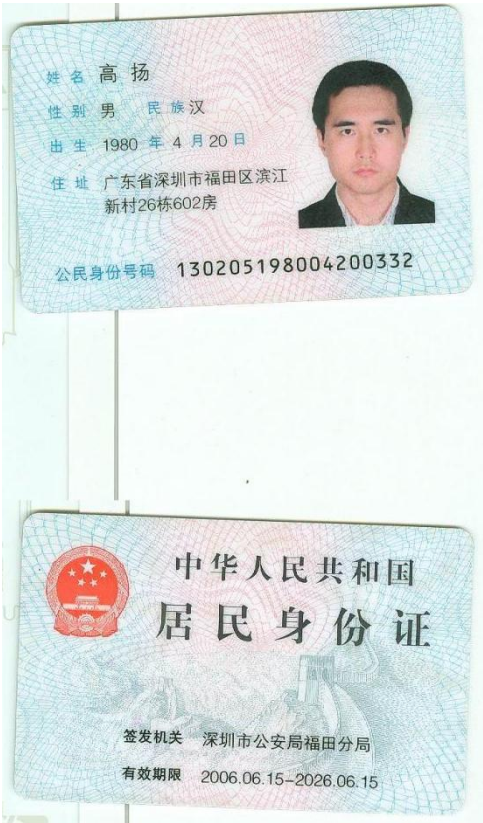 姓名 高扬
性别 男 民族 汉
出生 1980 年 4 月 20 日
住址 广东省深圳市福田区滨江
新村26栋602房
公民身份号码 130205198004200332
中华人民共和国
居民身份证
签发机关 深圳市公安局福田分局
有效期限 2006.06.15-2026.06.15